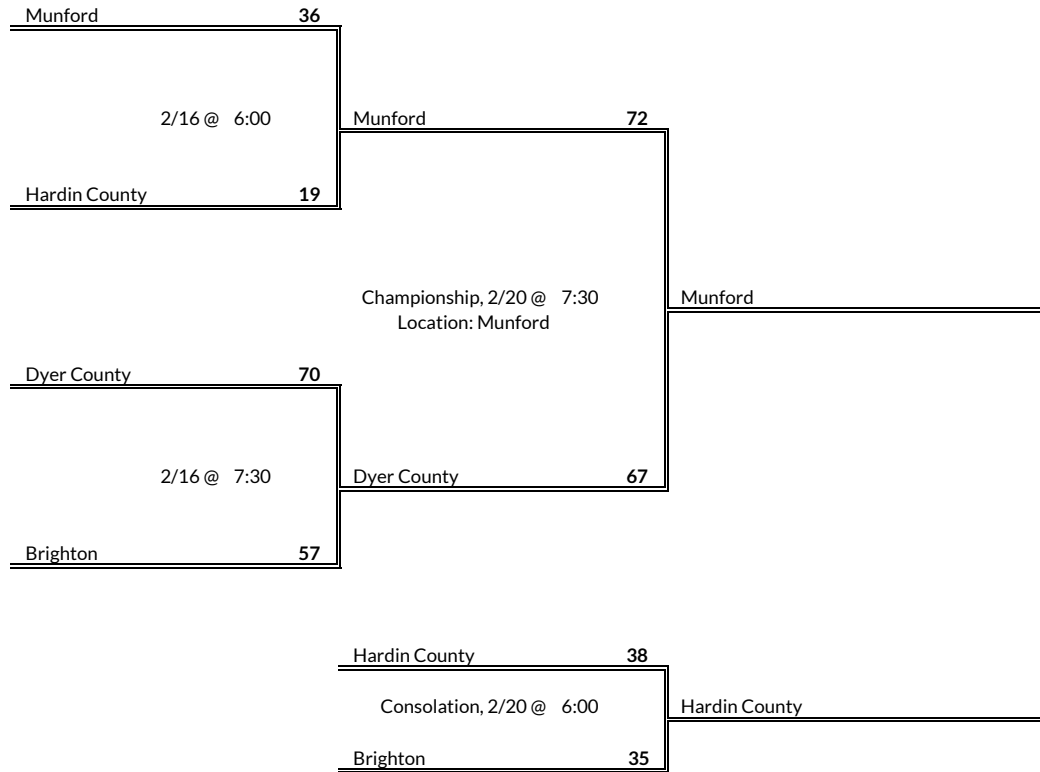 Munford 36
2/16 @ 6:00
Munford 72
Hardin County 19
Championship, 2/20 @ 7:30
Location: Munford
Munford
Dyer County 70
2/16 @ 7:30
Dyer County 67
Brighton 57
Hardin County 38
Consolation, 2/20 @ 6:00
Hardin County
Brighton 35